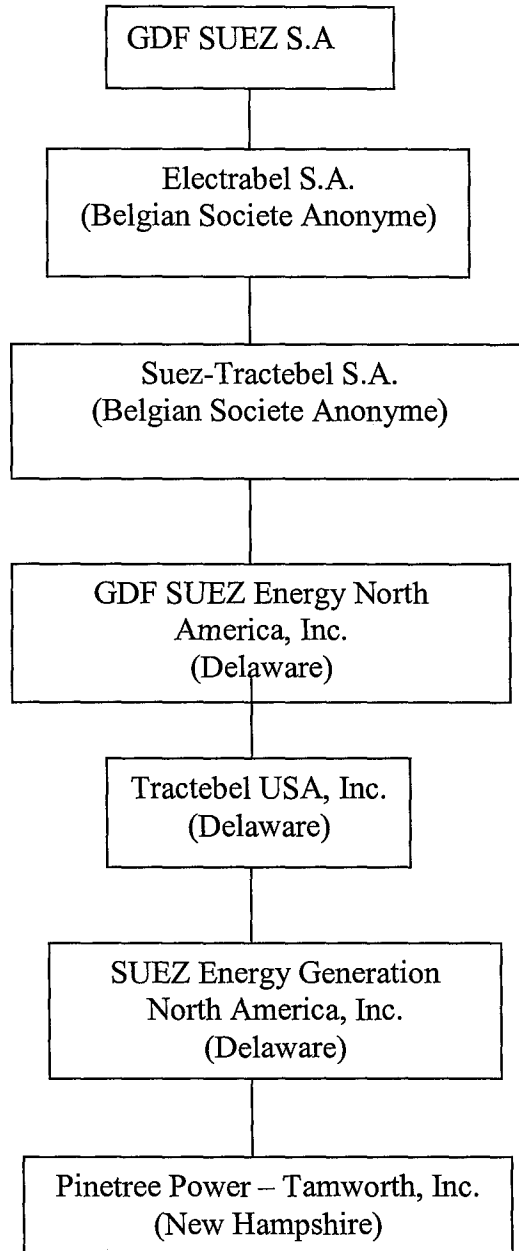 GDF SUEZ S.A
Electrabel S.A.
(Belgian Societe Anonyme)
Suez-Tractebel S.A.
(Belgian Societe Anonyme)
GDF SUEZ Energy North
America, Inc.
(Delaware)
Tractebel USA, Inc.
(Delaware)
SUEZ Energy Generation
North America, Inc.
(Delaware)
Pinetree Power – Tamworth, Inc.
(New Hampshire)